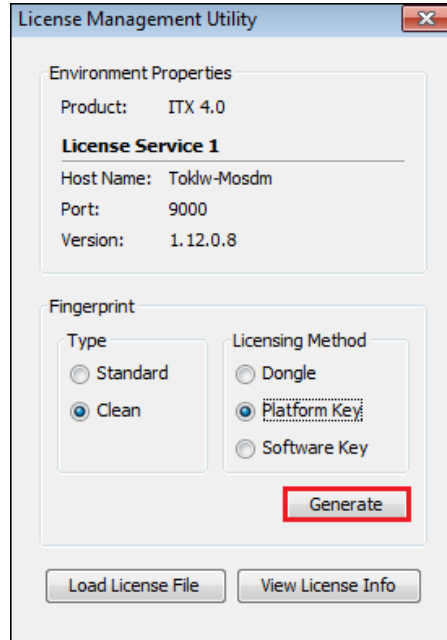 License Management Utility
Environment Properties
Product: ITX 4.0
License Service 1
Host Name: Toklw-Mosdm
Port: 9000
Version: 1.12.0.8
Fingerprint
Type
Standard
Clean
Licensing Method
Dongle
Platform Key
Software Key
Generate
Load License File
View License Info